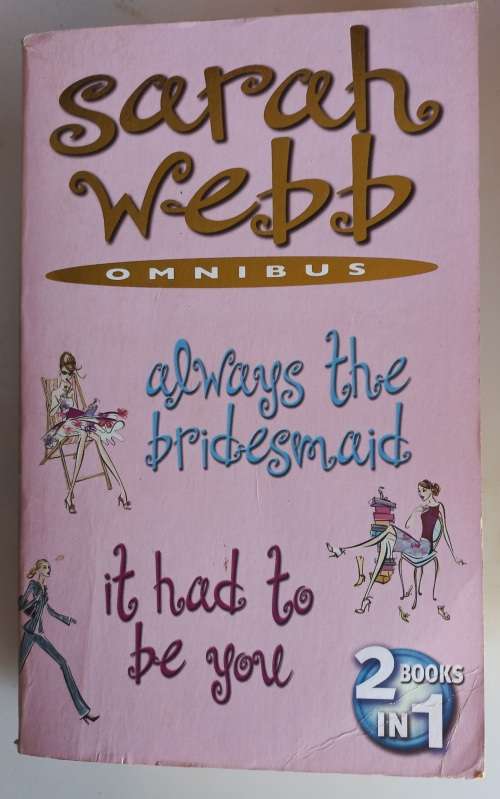 sarah
webb
OMNIBUS
always the
bridesmaid
it had to
be you
2 BOOKS
IN 1